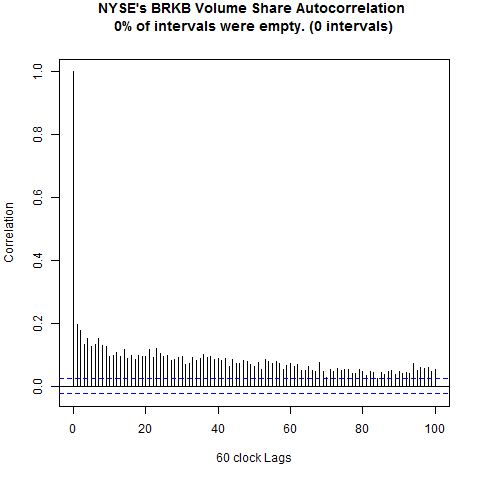 NYSE's BRKB Volume Share Autocorrelation
0% of intervals were empty. (0 intervals)
1.0
0.8
0.6
0.4
0.2
0.0
Correlation
0 20 40 60 80 100
60 clock Lags